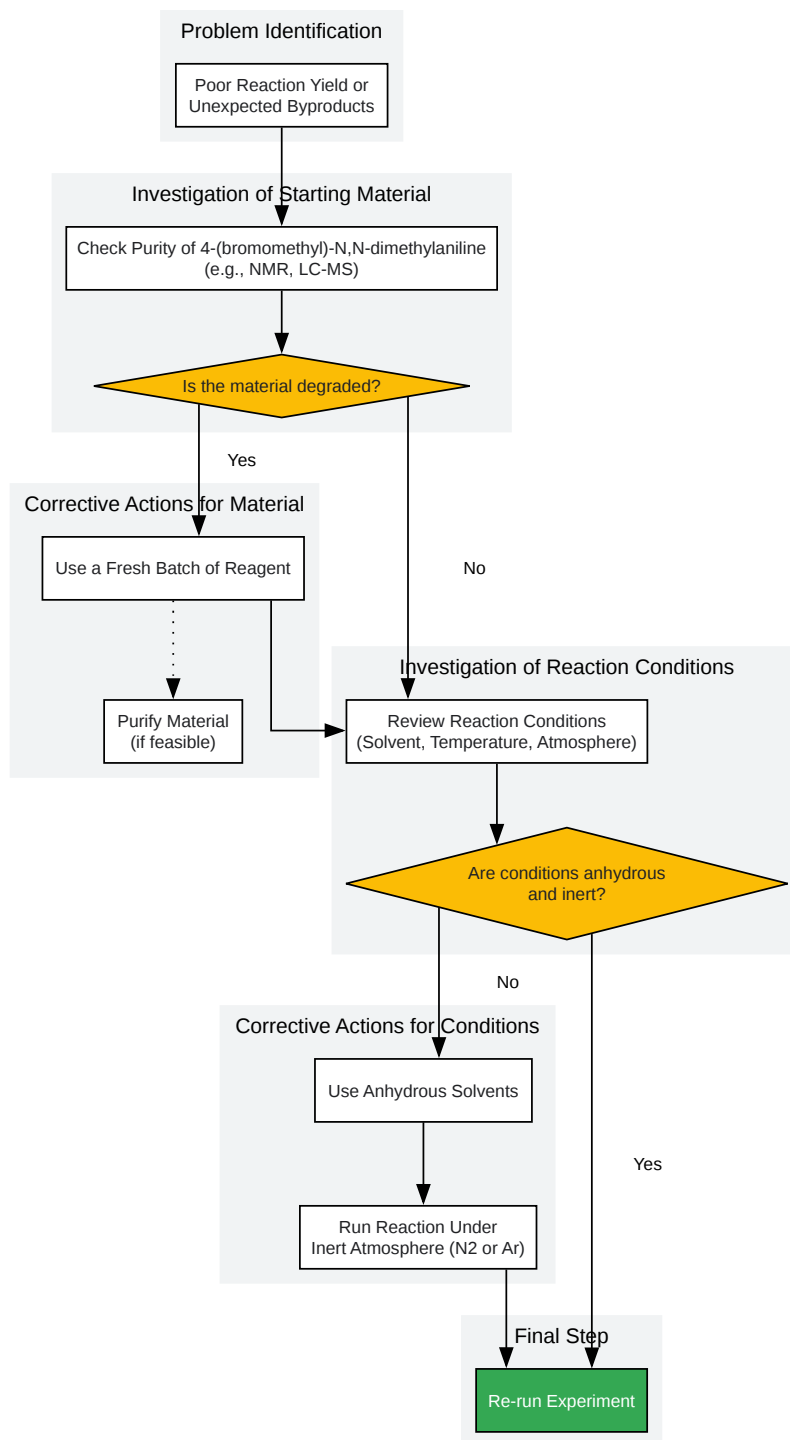 Problem Identification
Poor Reaction Yield or
Unexpected Byproducts
Investigation of Starting Material
Check Purity of 4-(bromomethyl)-N,N-dimethylaniline
(e.g., NMR, LC-MS)
Is the material degraded?
Yes
Corrective Actions for Material
Use a Fresh Batch of Reagent
No
Purify Material
(if feasible)
Investigation of Reaction Conditions
Review Reaction Conditions
(Solvent, Temperature, Atmosphere)
Are conditions anhydrous
and inert?
No
Corrective Actions for Conditions
Use Anhydrous Solvents
Yes
Run Reaction Under
Inert Atmosphere (N2 or Ar)
Final Step
Re-run Experiment